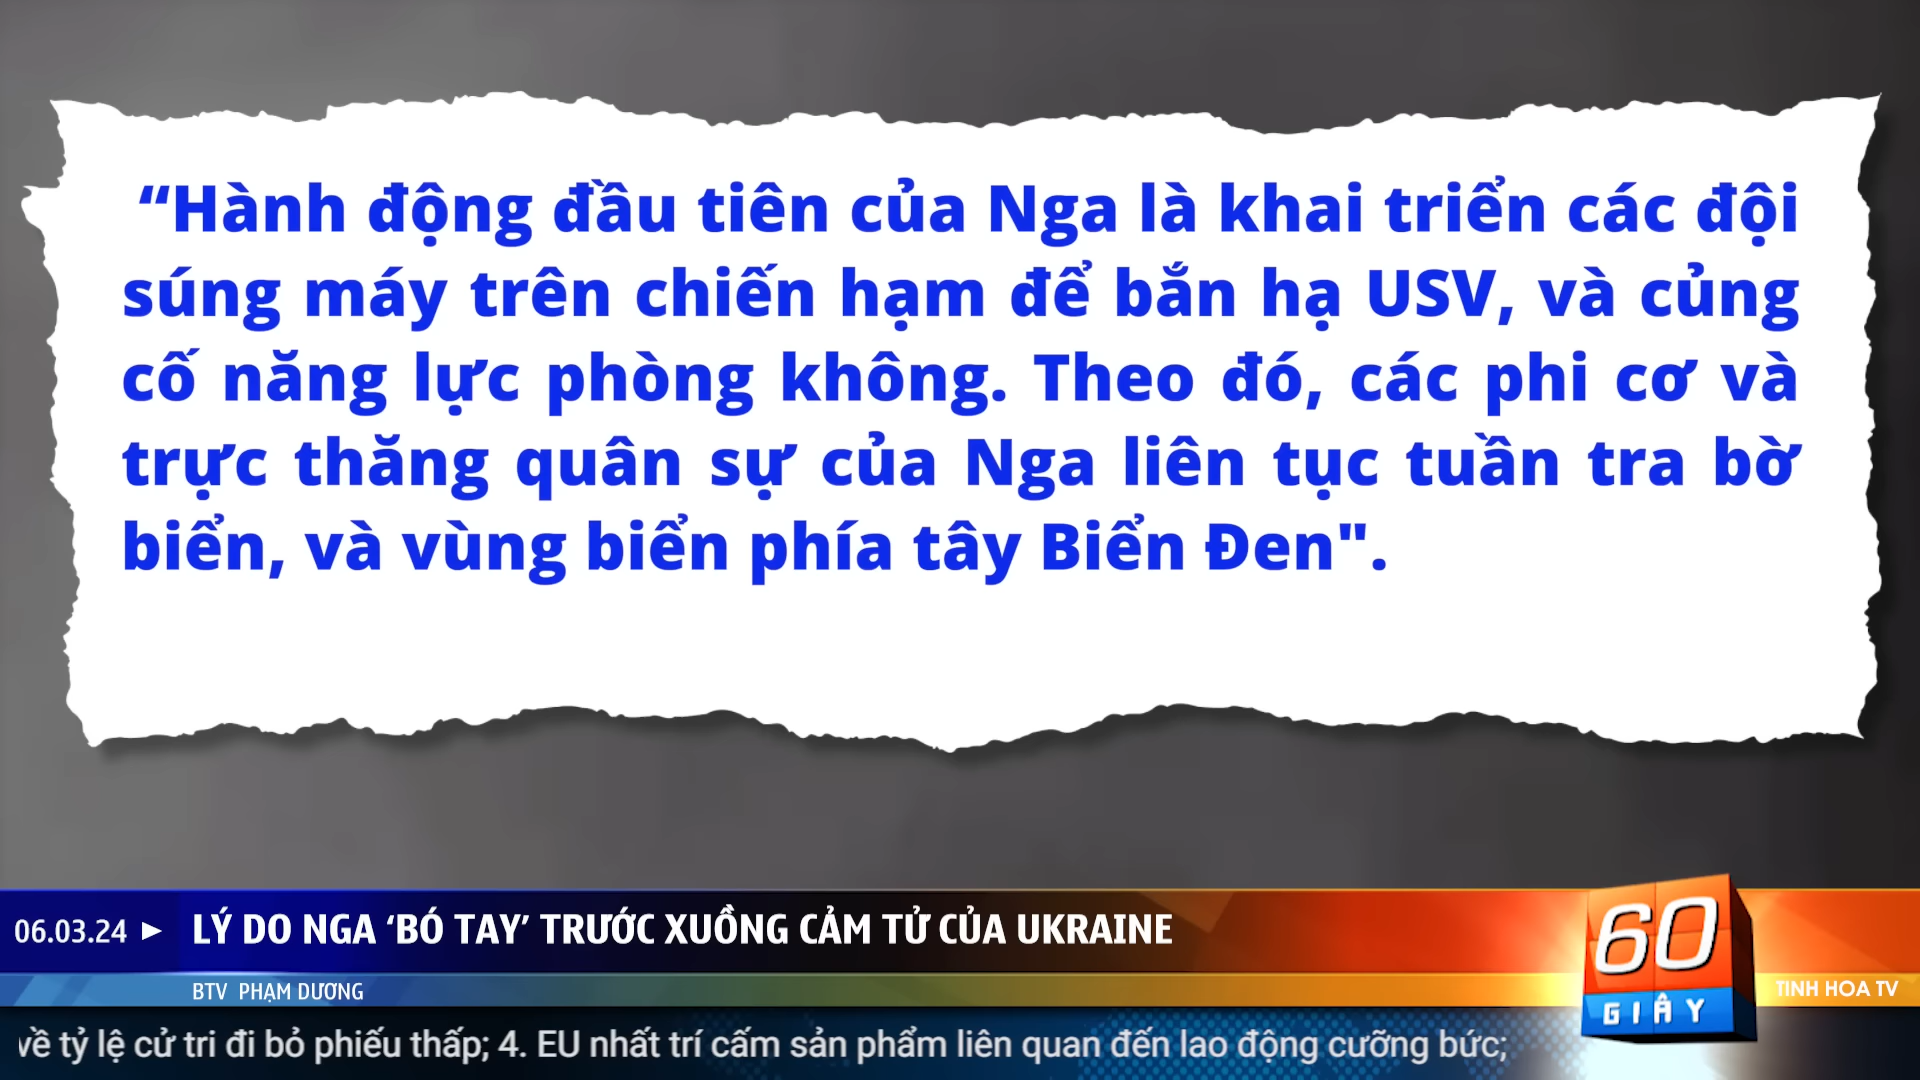 “Hành động đầu tiên của Nga là khai triển các đội
súng máy trên chiến hạm để bắn hạ USV, và củng
cố năng lực phòng không. Theo đó, các phi cơ và
trực thăng quân sự của Nga liên tục tuần tra bờ
biển, và vùng biển phía tây Biển Đen".
06.03.24 ► LÝ DO NGA ‘BÓ TAY’ TRƯỚC XUỒNG CẢM TỬ CỦA UKRAINE
BTV PHẠM DƯƠNG
60
GIÂY
TINH HOA TV
về tỷ lệ cử tri đi bỏ phiếu thấp; 4. EU nhất trí cấm sản phẩm liên quan đến lao động cưỡng bức;